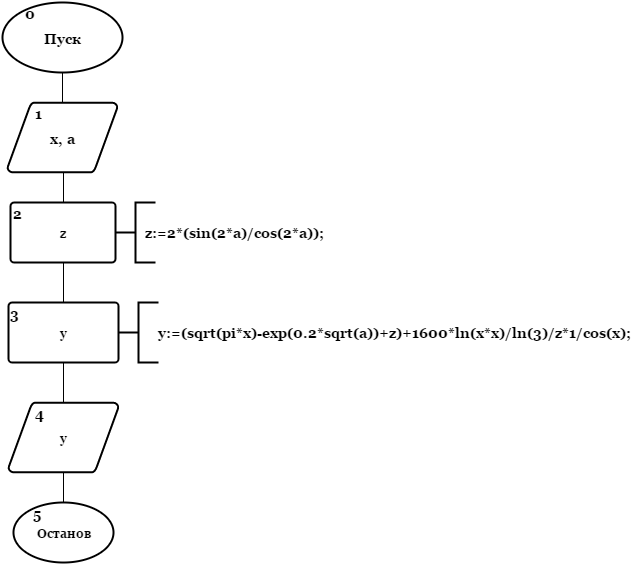 0
Пуск
1
x, a
2
z
z:=2*(sin(2*a)/cos(2*a));
3
y
y:=(sqrt(pi*x)-exp(0.2*sqrt(a))+z)+1600*ln(x*x)/ln(3)/z*1/cos(x);
4
y
5
Останов